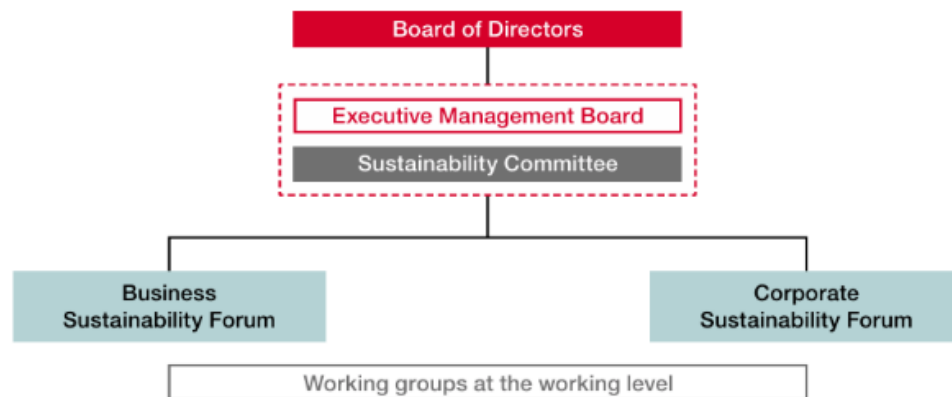 Board of Directors
Executive Management Board
Sustainability Committee
Business
Sustainability Forum
Corporate
Sustainability Forum
Working groups at the working level